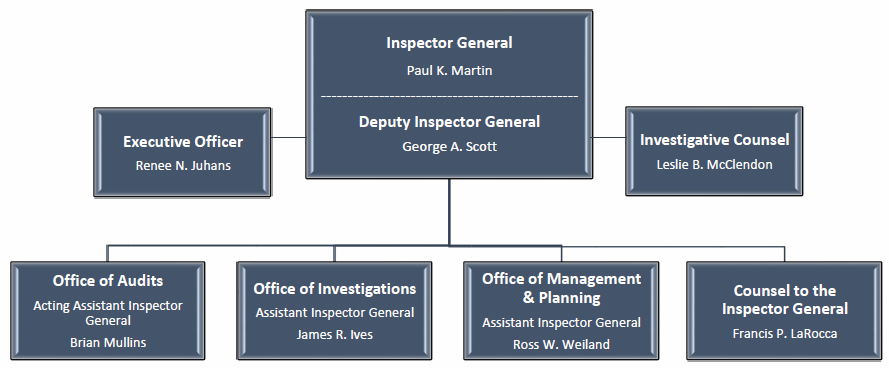 Inspector General
Paul K. Martin
Deputy Inspector General
George A. Scott
Executive Officer
Renee N. Juhans
Investigative Counsel
Leslie B. McClendon
Office of Audits
Acting Assistant Inspector
General
Brian Mullins
Office of Investigations
Assistant Inspector General
James R. Ives
Office of Management
& Planning
Assistant Inspector General
Ross W. Weiland
Counsel to the
Inspector General
Francis P. LaRocca